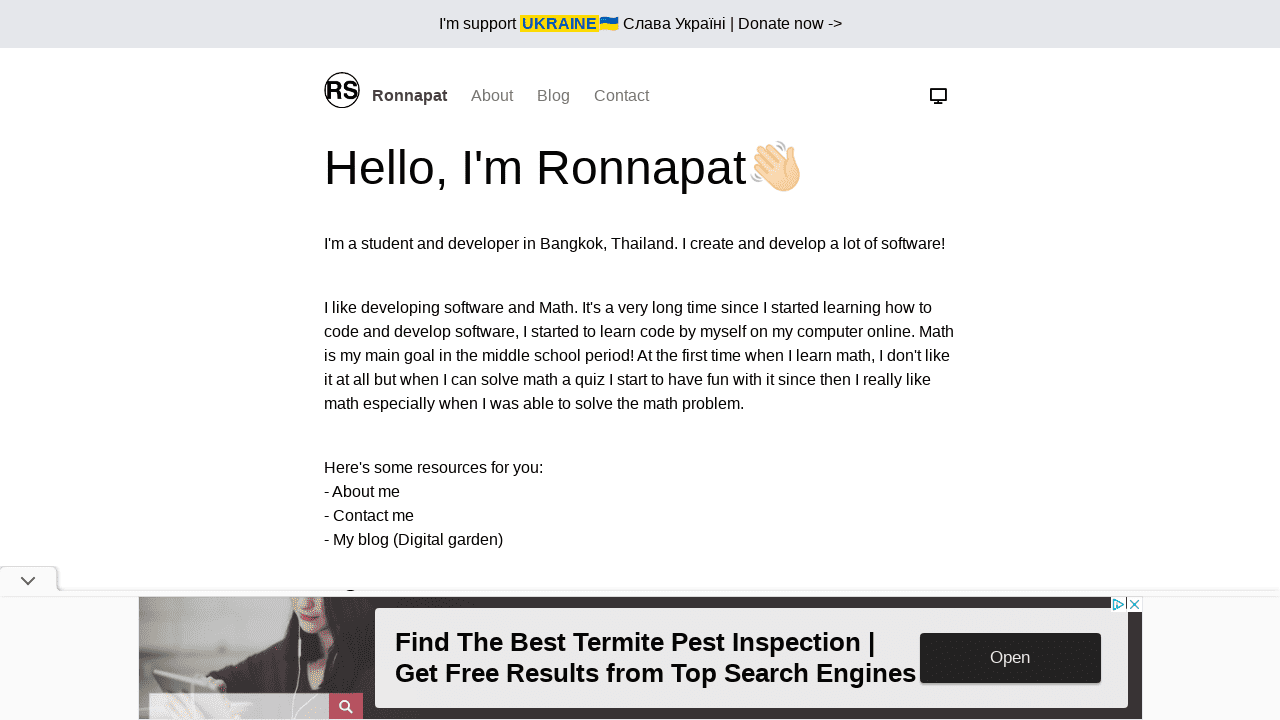 I'm support UKRAINE🇺🇦 Слава Україні | Donate now ->
RS
Ronnapat About Blog Contact
Hello, I'm Ronnapat👋🏻
I'm a student and developer in Bangkok, Thailand. I create and develop a lot of software!
I like developing software and Math. It's a very long time since I started learning how to
code and develop software, I started to learn code by myself on my computer online. Math
is my main goal in the middle school period! At the first time when I learn math, I don't like
it at all but when I can solve math a quiz I start to have fun with it since then I really like
math especially when I was able to solve the math problem.
Here's some resources for you:
- About me
- Contact me
- My blog (Digital garden)
Find The Best Termite Pest Inspection |
Get Free Results from Top Search Engines
Open